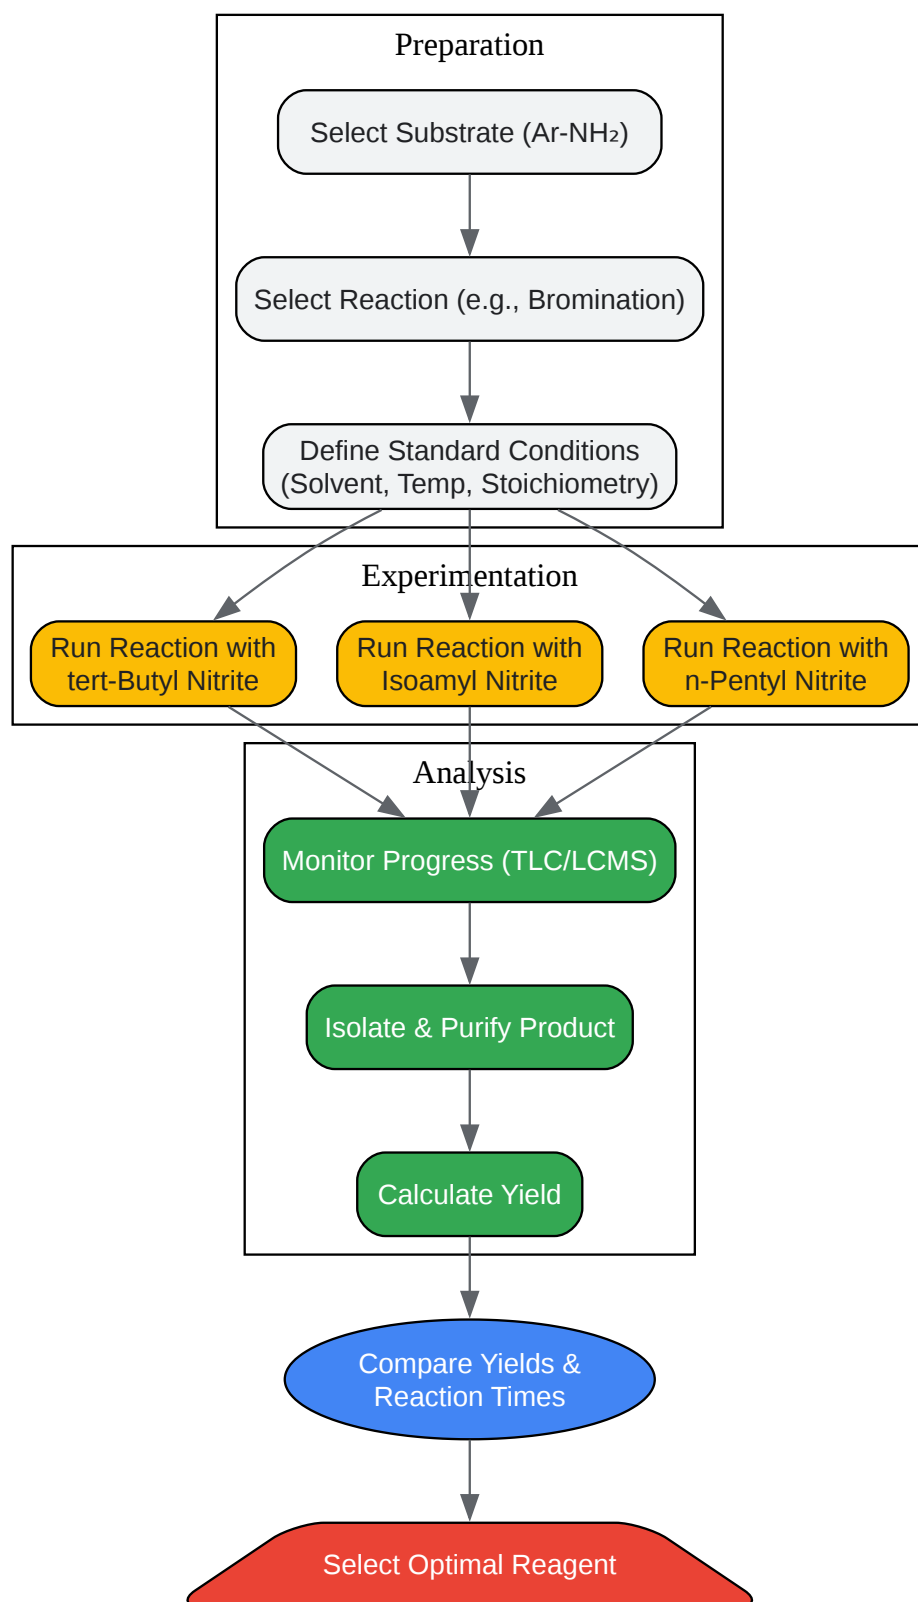 Preparation
Select Substrate (Ar-NH₂)
Select Reaction (e.g., Bromination)
Define Standard Conditions
(Solvent, Temp, Stoichiometry)
Experimentation
Run Reaction with
tert-Butyl Nitrite
Run Reaction with
Isoamyl Nitrite
Run Reaction with
n-Pentyl Nitrite
Analysis
Monitor Progress (TLC/LCMS)
Isolate & Purify Product
Calculate Yield
Compare Yields &
Reaction Times
Select Optimal Reagent